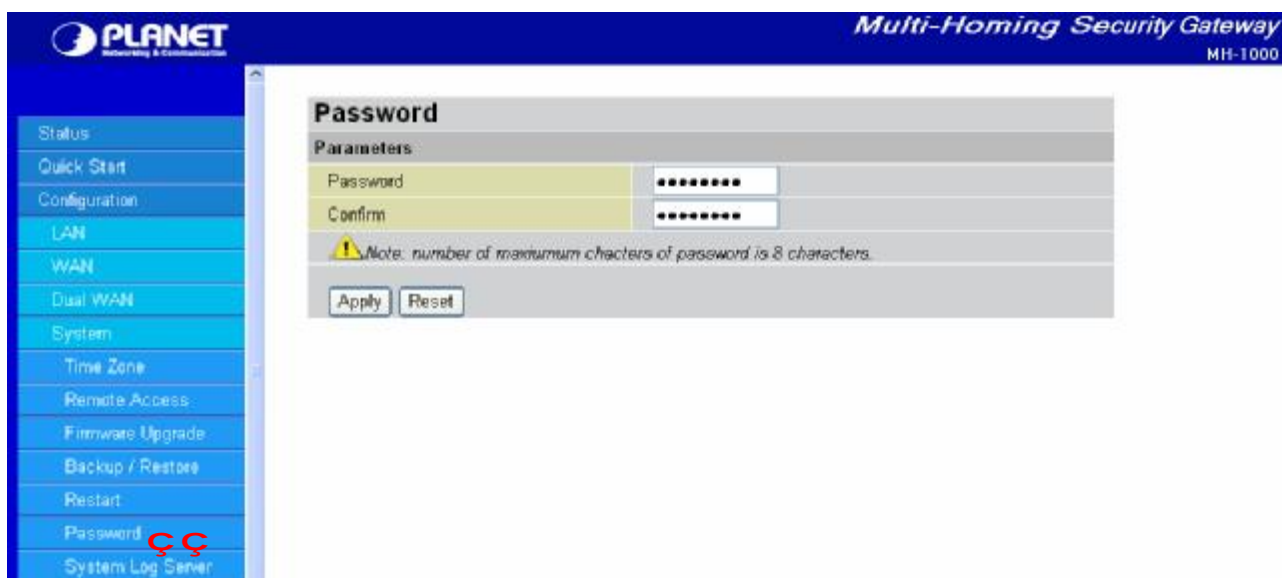 PLANET
Networking & Communication
Multi-Homing Security Gateway
MH-1000
Status
Quick Start
Configuration
LAN
WAN
Dual WAN
System
Time Zone
Remote Access
Firmware Upgrade
Backup / Restore
Restart
Password ç ç
System Log Server
Password
Parameters
Password
Confirm
Note: number of maxiumum chacters of password is 8 characters.
Apply Reset